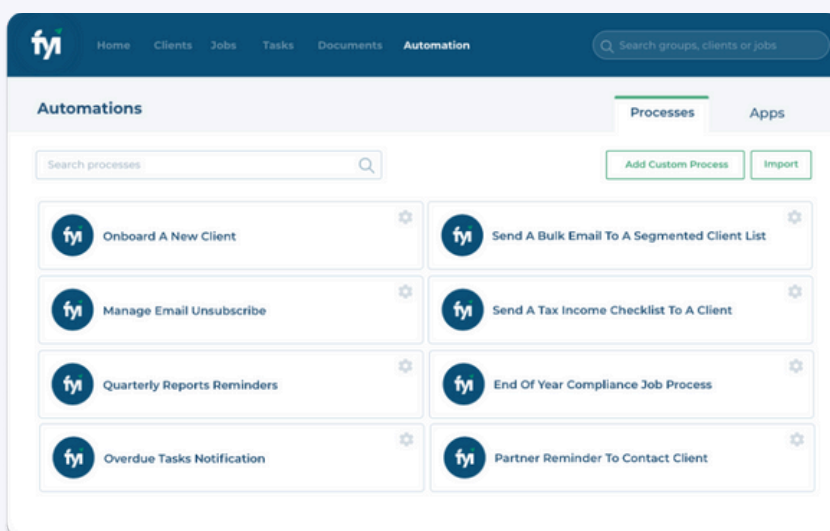 fyi Home Clients Jobs Tasks Documents Automation Search groups, clients or jobs
Automations Processes Apps
Search processes Add Custom Process Import
fyi Onboard A New Client
fyi Send A Bulk Email To A Segmented Client List
fyi Manage Email Unsubscribe
fyi Send A Tax Income Checklist To A Client
fyi Quarterly Reports Reminders
fyi End Of Year Compliance Job Process
fyi Overdue Tasks Notification
fyi Partner Reminder To Contact Client